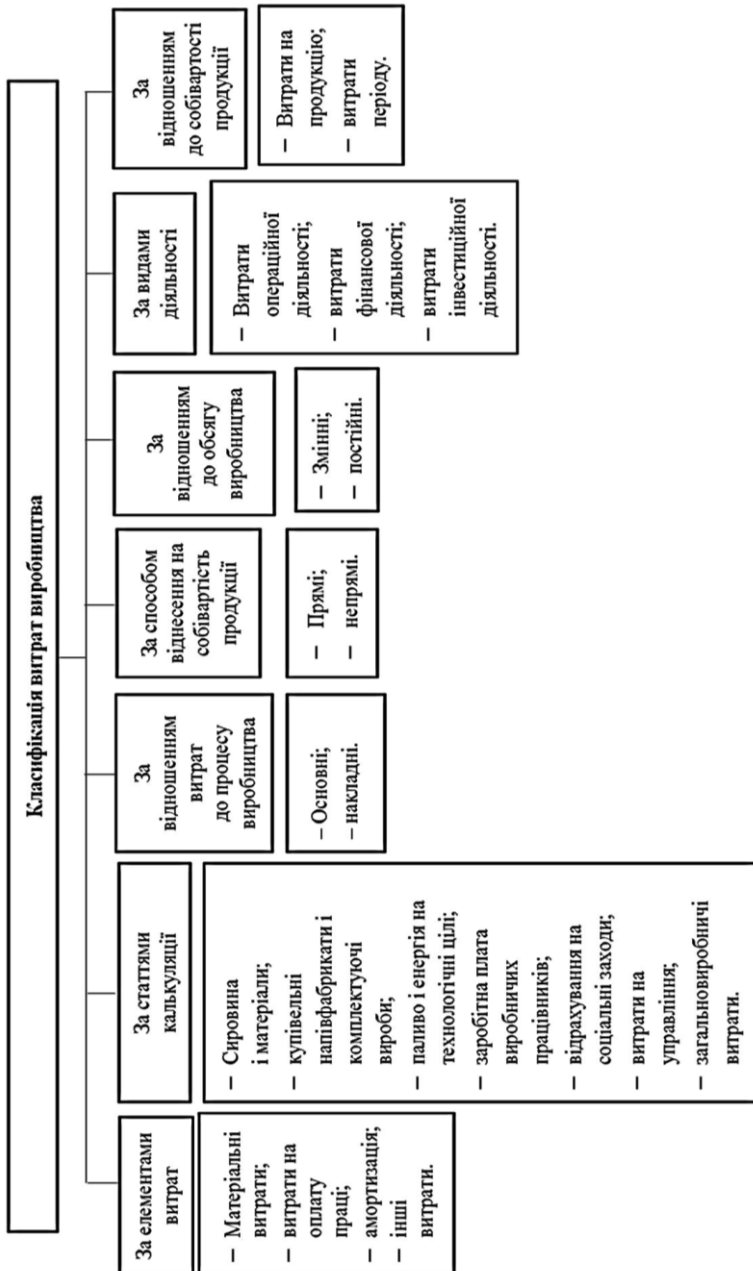 Класифікація витрат виробництва
За елементами
витрат
– Матеріальні
витрати;
– витрати на
оплату
праці;
– амортизація;
– інші
витрати.
За статтями
калькуляції
– Сировина
і матеріали;
– купівельні
напівфабрикати і
комплектуючі
вироби;
– паливо і енергія на
технологічні цілі;
– заробітна плата
виробничих
працівників;
– відрахування на
соціальні заходи;
– витрати на
управління;
– загальновиробничі
витрати.
За
відношенням
витрат
до процесу
виробництва
– Основні;
– накладні.
За способом
віднесення на
собівартість
продукції
– Прямі;
– непрямі.
За
відношенням
до обсягу
виробництва
– Змінні;
– постійні.
За видами
діяльності
– Витрати
операційної
діяльності;
– витрати
фінансової
діяльності;
– витрати
інвестиційної
діяльності.
За
відношенням
до собівартості
продукції
– Витрати на
продукцію;
– витрати
періоду.